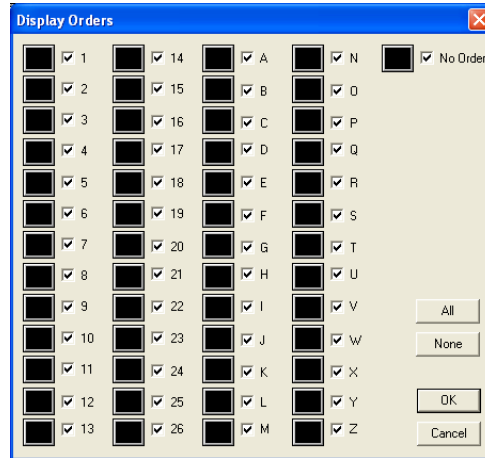 Display Orders
1 14 A N No Order
2 15 B O
3 16 C P
4 17 D Q
5 18 E R
6 19 F S
7 20 G T
8 21 H U
9 22 I V All
10 23 J W None
11 24 K X
12 25 L Y OK
13 26 M Z Cancel